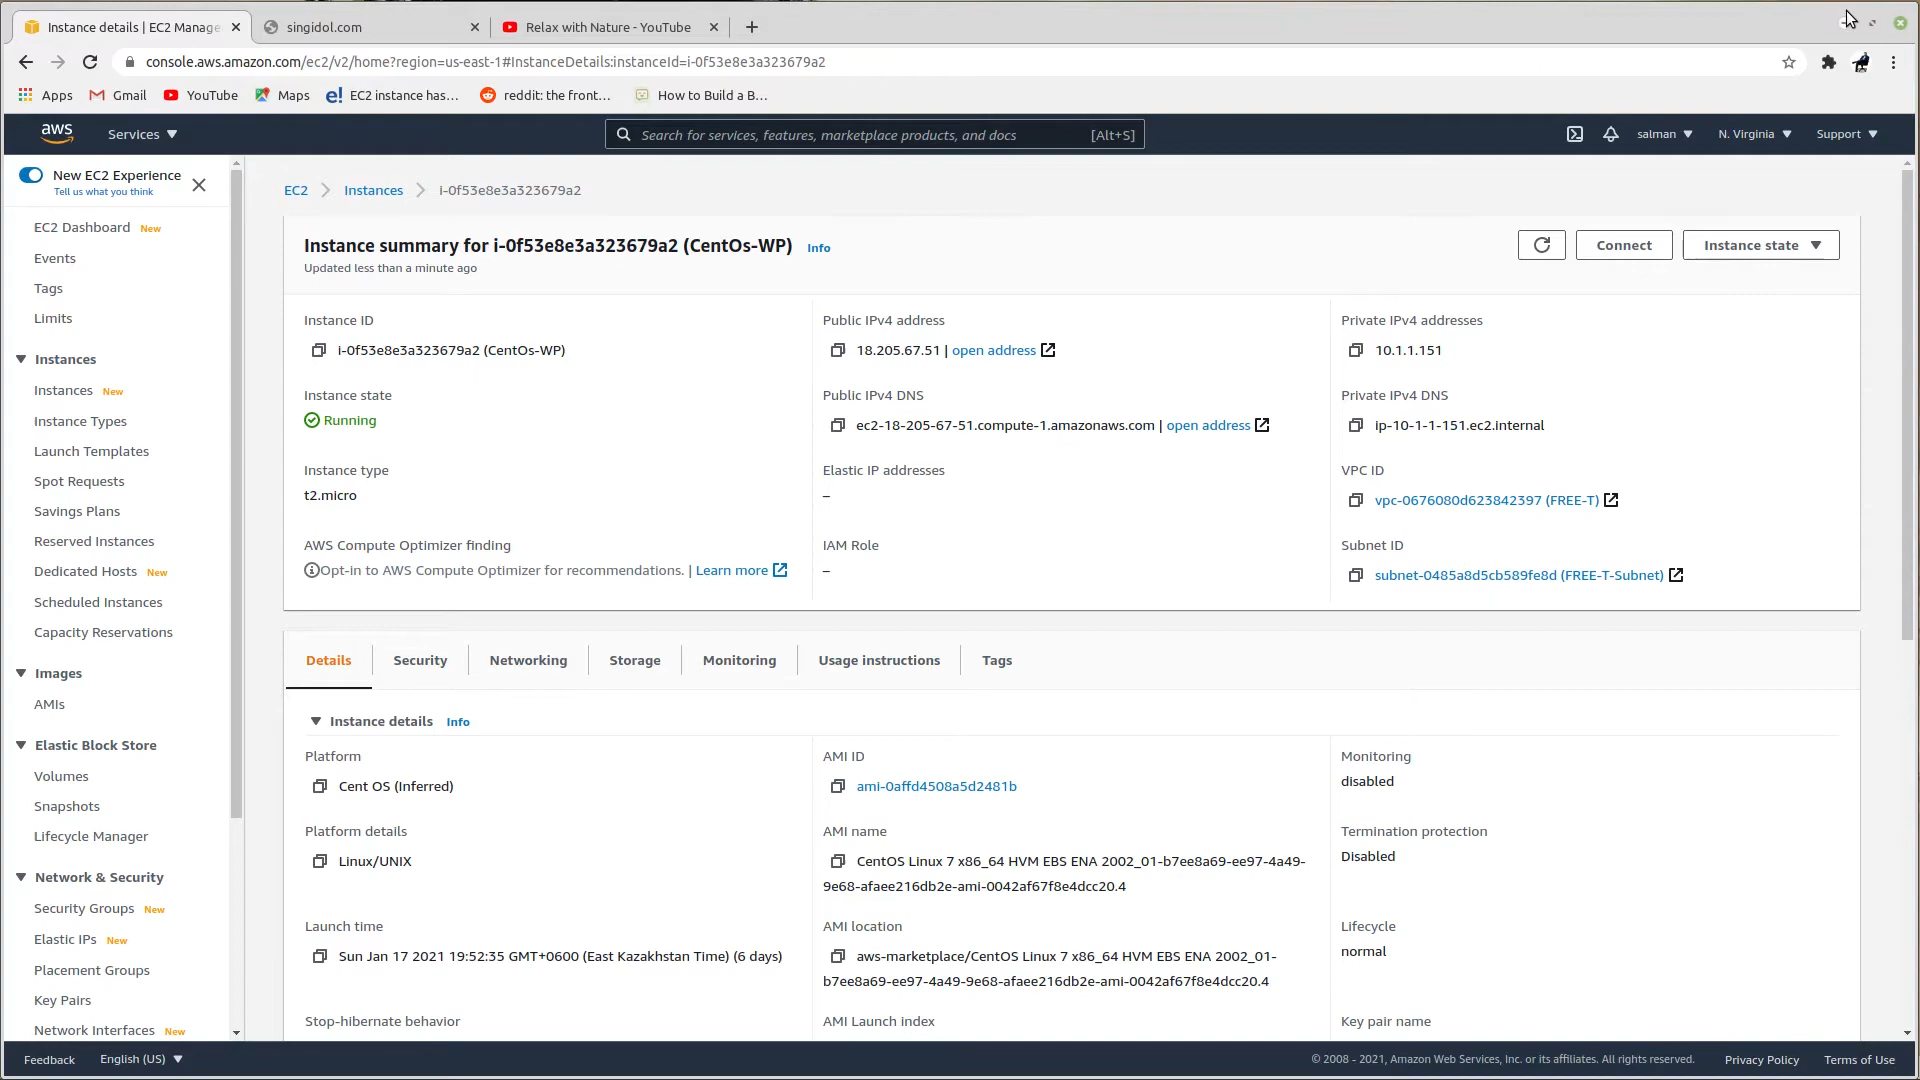 Instance details | EC2 Manage
singidol.com
Relax with Nature - YouTube
console.aws.amazon.com/ec2/v2/home?region=us-east-1#InstanceDetails:instanceId=i-0f53e8e3a323679a2
Apps
Gmail
YouTube
Maps
e! EC2 instance has...
reddit: the front...
How to Build a B...
aws
Services
Search for services, features, marketplace products, and docs [Alt+S]
salman
N. Virginia
Support
New EC2 Experience
Tell us what you think
EC2 Dashboard New
Events
Tags
Limits
Instances
Instances New
Instance Types
Launch Templates
Spot Requests
Savings Plans
Reserved Instances
Dedicated Hosts New
Scheduled Instances
Capacity Reservations
Images
AMIs
Elastic Block Store
Volumes
Snapshots
Lifecycle Manager
Network & Security
Security Groups New
Elastic IPs New
Placement Groups
Key Pairs
Network Interfaces New
EC2 > Instances > i-0f53e8e3a323679a2
Instance summary for i-0f53e8e3a323679a2 (CentOs-WP) Info
Updated less than a minute ago
Connect
Instance state
Instance ID
i-0f53e8e3a323679a2 (CentOs-WP)
Public IPv4 address
18.205.67.51 | open address
Private IPv4 addresses
10.1.1.151
Instance state
Running
Public IPv4 DNS
ec2-18-205-67-51.compute-1.amazonaws.com | open address
Private IPv4 DNS
ip-10-1-1-151.ec2.internal
Instance type
t2.micro
Elastic IP addresses
–
VPC ID
vpc-0676080d623842397 (FREE-T)
AWS Compute Optimizer finding
Opt-in to AWS Compute Optimizer for recommendations. | Learn more
IAM Role
–
Subnet ID
subnet-0485a8d5cb589fe8d (FREE-T-Subnet)
Details
Security
Networking
Storage
Monitoring
Usage instructions
Tags
Instance details Info
Platform
Cent OS (Inferred)
AMI ID
ami-0affd4508a5d2481b
Monitoring
disabled
Platform details
Linux/UNIX
AMI name
CentOS Linux 7 x86_64 HVM EBS ENA 2002_01-b7ee8a69-ee97-4a49-
9e68-afaee216db2e-ami-0042af67f8e4dcc20.4
Termination protection
Disabled
Launch time
Sun Jan 17 2021 19:52:35 GMT+0600 (East Kazakhstan Time) (6 days)
AMI location
aws-marketplace/CentOS Linux 7 x86_64 HVM EBS ENA 2002_01-
b7ee8a69-ee97-4a49-9e68-afaee216db2e-ami-0042af67f8e4dcc20.4
Lifecycle
normal
Stop-hibernate behavior
AMI Launch index
Key pair name
Feedback
English (US)
© 2008 - 2021, Amazon Web Services, Inc. or its affiliates. All rights reserved.
Privacy Policy
Terms of Use